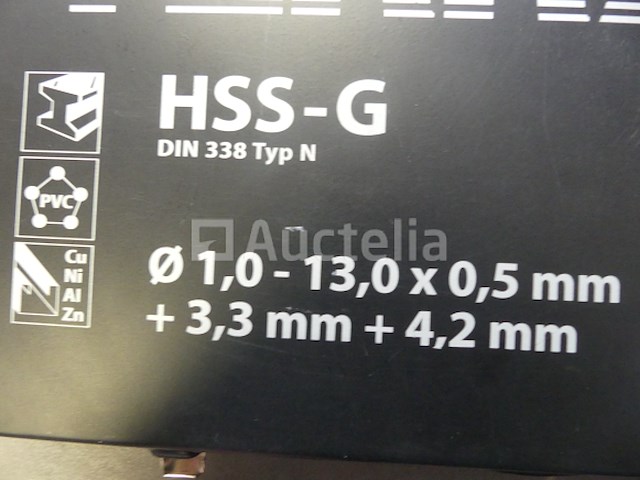 HSS-G
DIN 338 Typ N
PVC
Auctelia
Cu
Ni
Al
Zn
Ø 1,0 - 13,0 x 0,5 mm
+ 3,3 mm + 4,2 mm